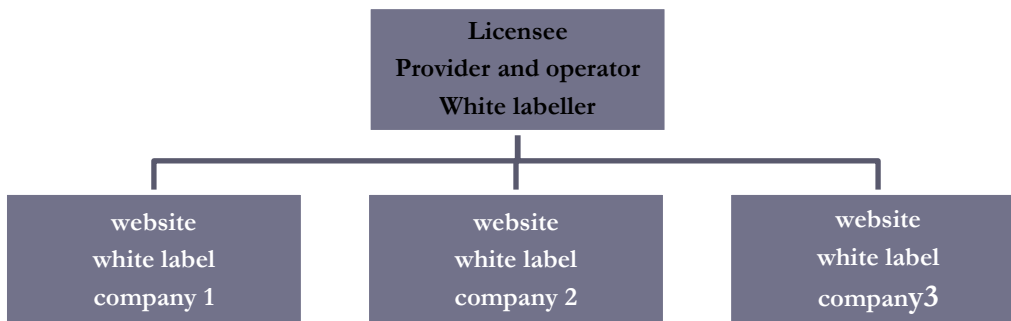 Licensee
Provider and operator
White labeller
website
white label
company 1
website
white label
company 2
website
white label
company3